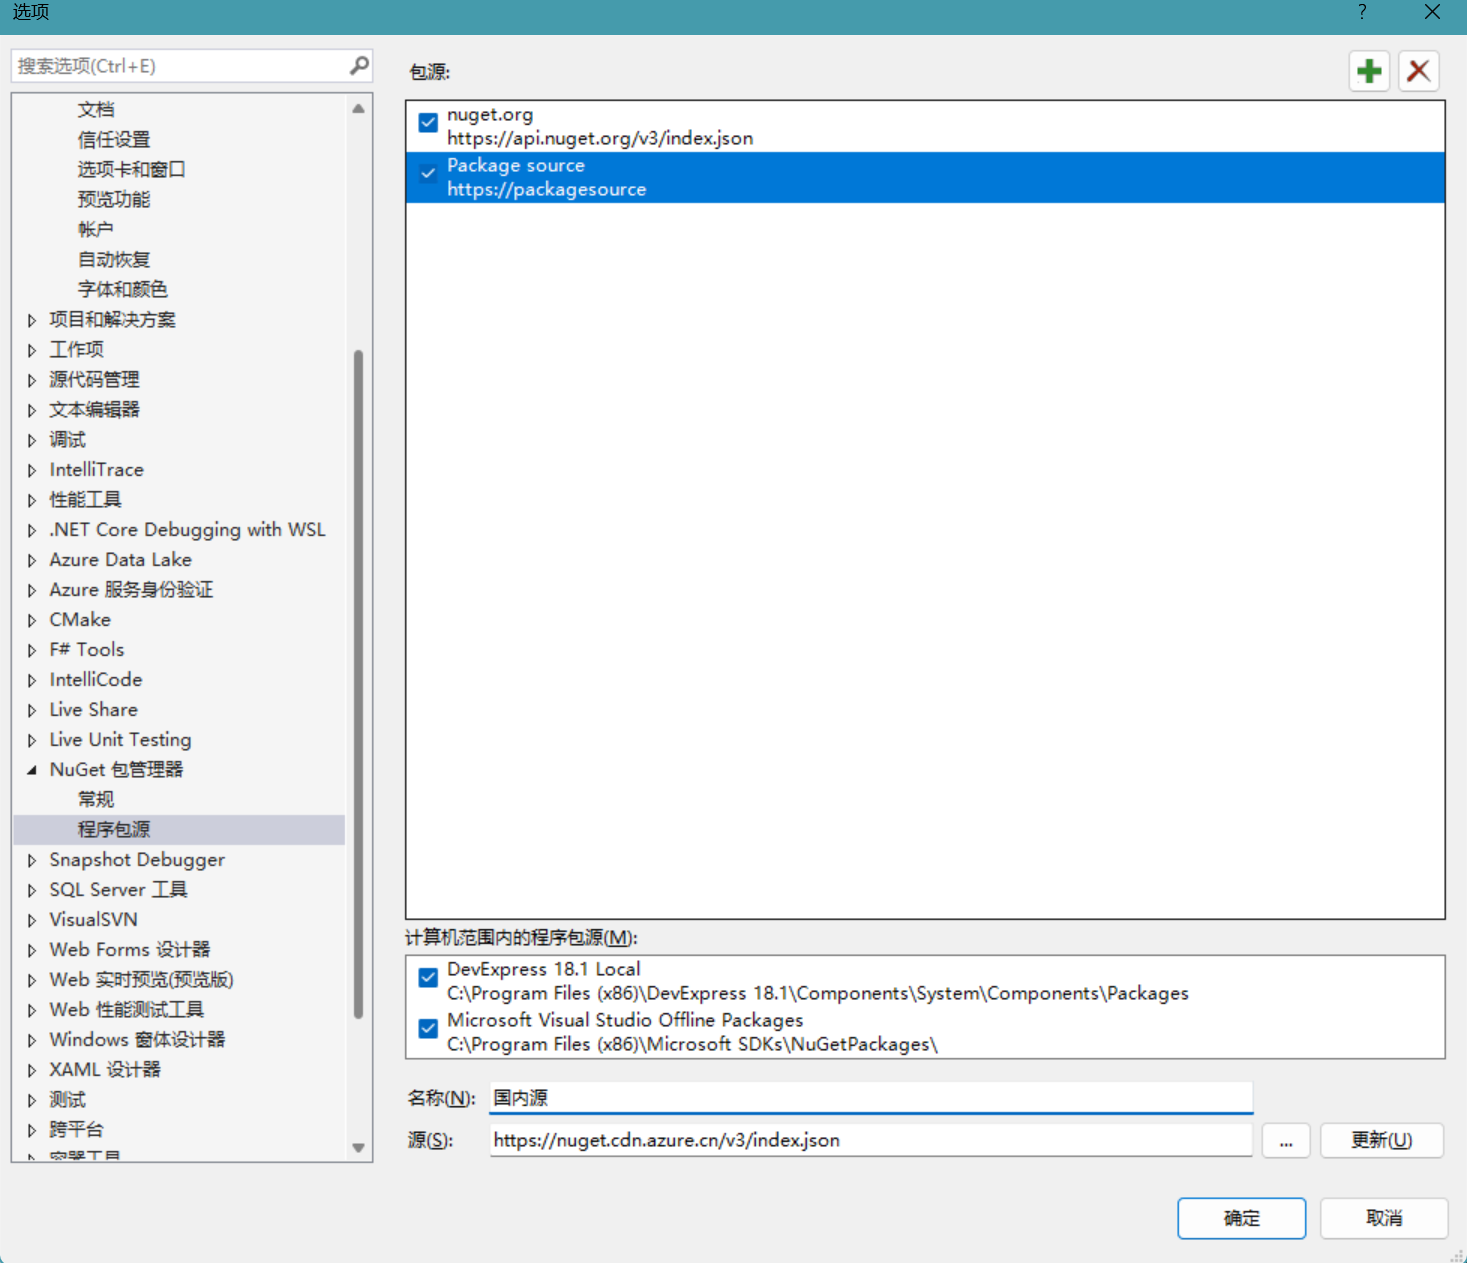 选项
搜索选项(Ctrl+E)
文档
信任设置
选项卡和窗口
预览功能
帐户
自动恢复
字体和颜色
项目和解决方案
工作项
源代码管理
文本编辑器
调试
IntelliTrace
性能工具
.NET Core Debugging with WSL
Azure Data Lake
Azure 服务身份验证
CMake
F# Tools
IntelliCode
Live Share
Live Unit Testing
NuGet 包管理器
常规
程序包源
Snapshot Debugger
SQL Server 工具
VisualSVN
Web Forms 设计器
Web 实时预览(预览版)
Web 性能测试工具
Windows 窗体设计器
XAML 设计器
测试
跨平台
容器工具
包源:
nuget.org
https://api.nuget.org/v3/index.json
Package source
https://packagesource
计算机范围内的程序包源(M):
DevExpress 18.1 Local
C:\Program Files (x86)\DevExpress 18.1\Components\System\Components\Packages
Microsoft Visual Studio Offline Packages
C:\Program Files (x86)\Microsoft SDKs\NuGetPackages\
名称(N): 国内源
源(S): https://nuget.cdn.azure.cn/v3/index.json ... 更新(U)
确定 取消